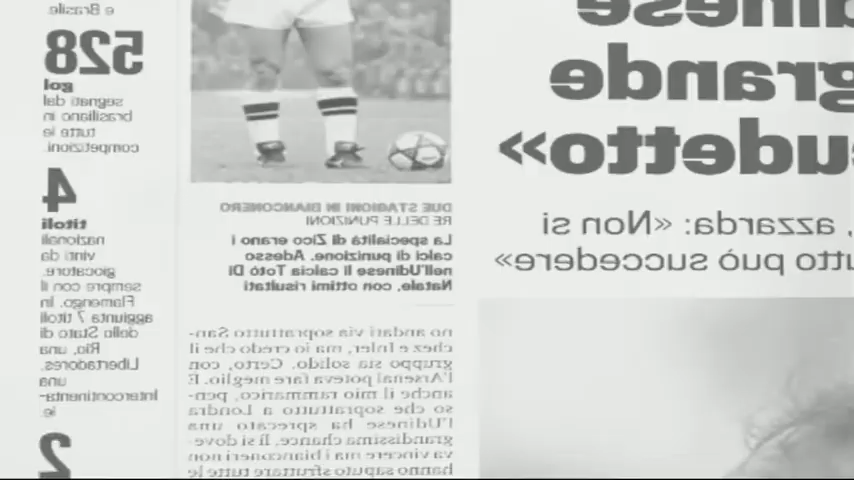 dinese
grande
udetto»
, azzarda: «Non si
utto può succedere»
DUE STAGIONI IN BIANCONERO
RE DELLE PUNIZIONI
La specialità di Zico erano i
calci di punizione. Adesso
nell'Udinese li calcia Totò Di
Natale, con ottimi risultati
no andati via soprattutto San-
chez e Inler, ma io credo che il
gruppo sia solido. Certo, con
l'Arsenal poteva fare meglio. E
anche il mio rammarico, pen-
so che soprattutto a Londra
l'Udinese ha sprecato una
grandissima chance, lì si dove-
va vincere ma i bianconeri non
hanno saputo sfruttare tutte le
e Brasile.
528
gol
segnati dal
brasiliano in
tutte le
competizioni.
4
titoli
nazionali
vinti da
giocatore,
sempre con il
Flamengo. In
aggiunta 7 titoli
dello Stato di
Rio, una
Libertadores,
una
Intercontinenta-
le.
2